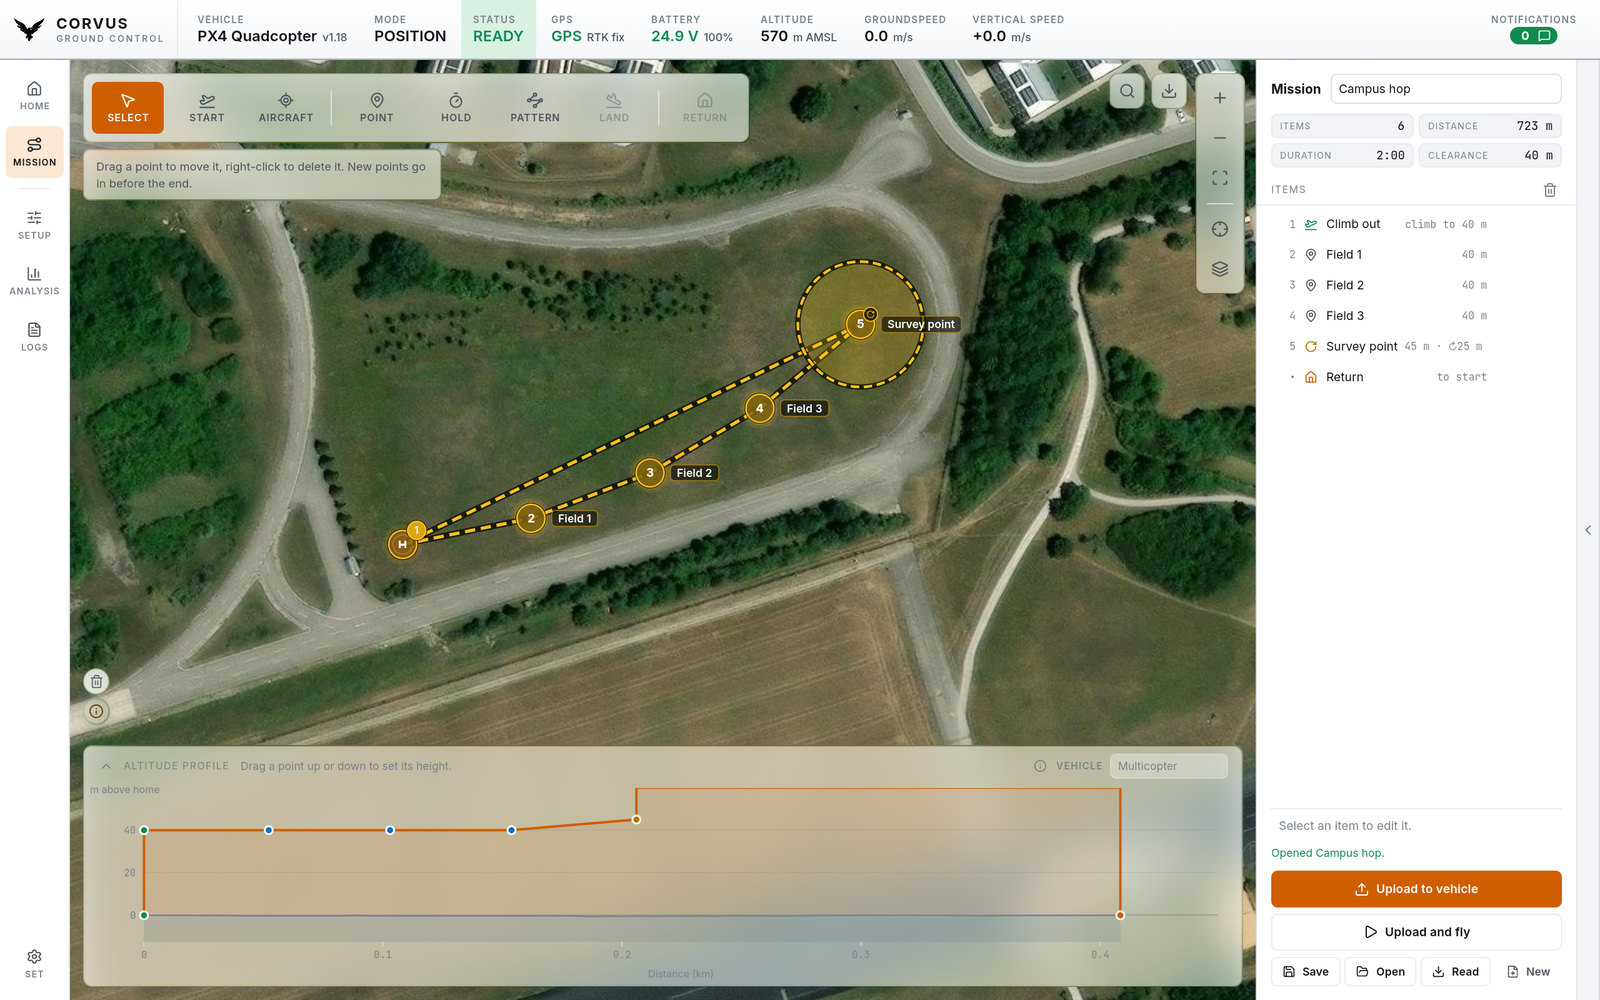 CORVUS
GROUND CONTROL
VEHICLE
PX4 Quadcopter v1.18
MODE
POSITION
STATUS
READY
GPS
GPS RTK fix
BATTERY
24.9 V 100%
ALTITUDE
570 m AMSL
GROUNDSPEED
0.0 m/s
VERTICAL SPEED
+0.0 m/s
NOTIFICATIONS
0
HOME
MISSION
SETUP
ANALYSIS
LOGS
SET
SELECT
START
AIRCRAFT
POINT
HOLD
PATTERN
LAND
RETURN
Drag a point to move it, right-click to delete it. New points go
in before the end.
5
Survey point
4
Field 3
3
Field 2
2
Field 1
1
H
ALTITUDE PROFILE
Drag a point up or down to set its height.
VEHICLE
Multicopter
m above home
40
20
0
0
0.1
0.2
0.3
0.4
Distance (km)
Mission
Campus hop
ITEMS 6
DISTANCE 723 m
DURATION 2:00
CLEARANCE 40 m
ITEMS
1 Climb out climb to 40 m
2 Field 1 40 m
3 Field 2 40 m
4 Field 3 40 m
5 Survey point 45 m · ↻25 m
· Return to start
Select an item to edit it.
Opened Campus hop.
Upload to vehicle
Upload and fly
Save
Open
Read
New